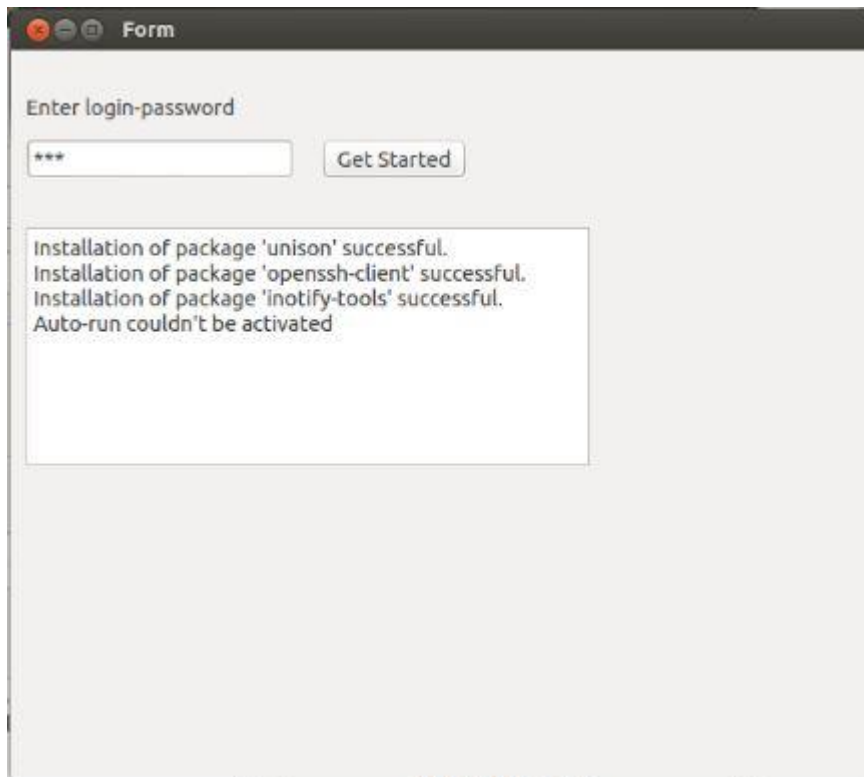 Form
Enter login-password
***
Get Started
Installation of package 'unison' successful.
Installation of package 'openssh-client' successful.
Installation of package 'inotify-tools' successful.
Auto-run couldn't be activated